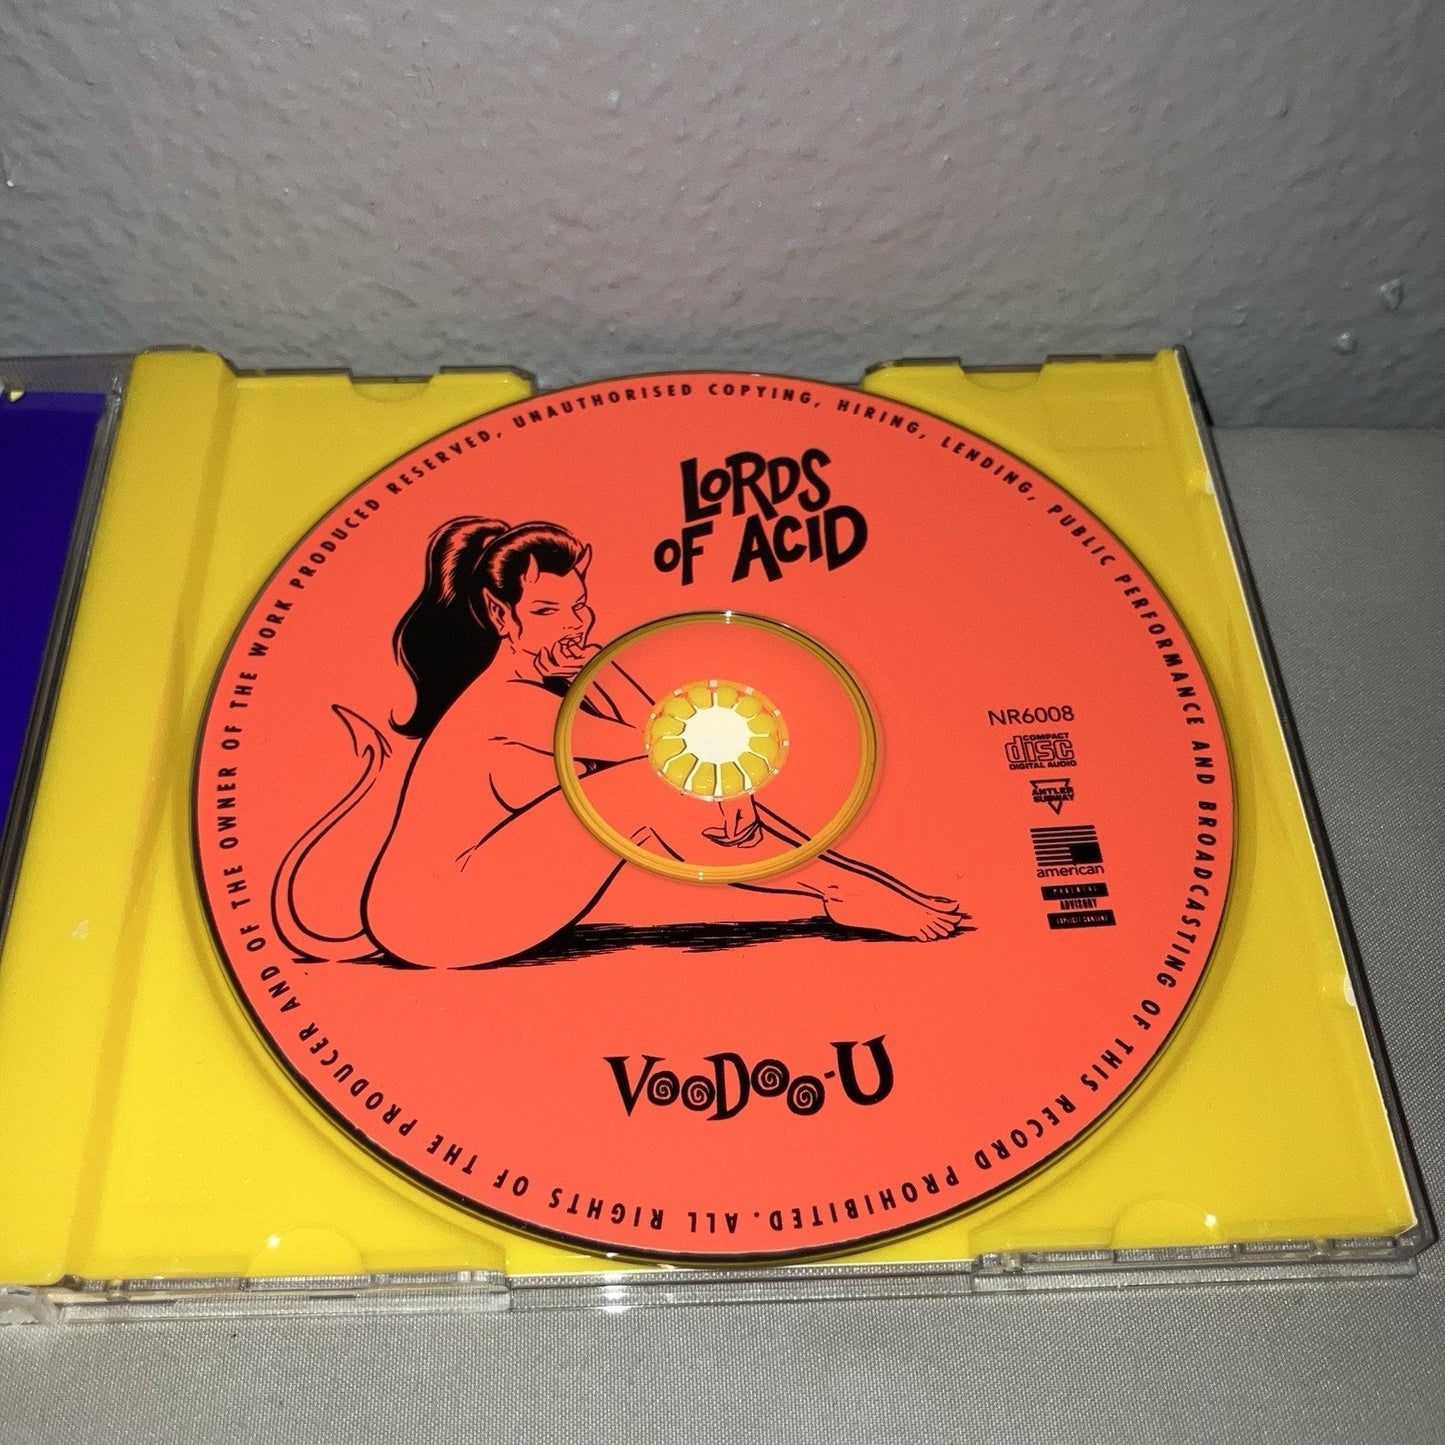 LORDS
OF ACID
NR6008
COMPACT
disc
DIGITAL AUDIO
ANTLER
SUBWAY
american
PARENTAL
ADVISORY
EXPLICIT CONTENT
VOODOO-U
ALL RIGHTS OF THE PRODUCER AND OF THE OWNER OF THE WORK PRODUCED RESERVED, UNAUTHORISED COPYING, HIRING, LENDING, PUBLIC PERFORMANCE AND BROADCASTING OF THIS RECORD PROHIBITED.